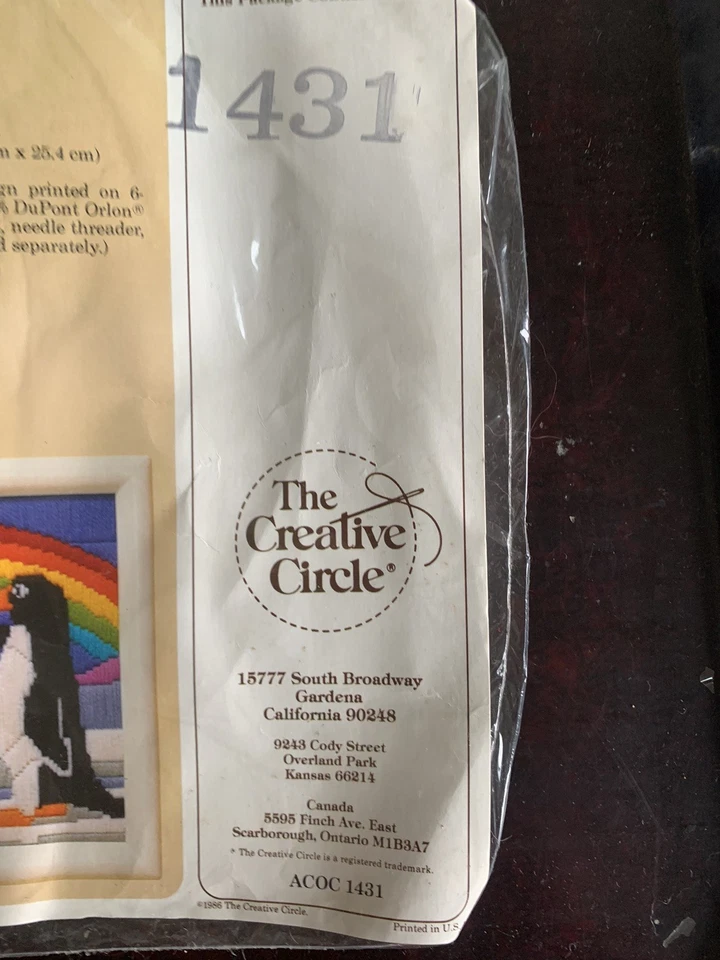 This Package
1431
x 25.4 cm)
printed on 6-
% DuPont Orlon®
, needle threader,
separately.)
The
Creative
Circle®
15777 South Broadway
Gardena
California 90248
9243 Cody Street
Overland Park
Kansas 66214
Canada
5595 Finch Ave. East
Scarborough, Ontario M1B3A7
* The Creative Circle is a registered trademark.
ACOC 1431
©1986 The Creative Circle.
Printed in U.S